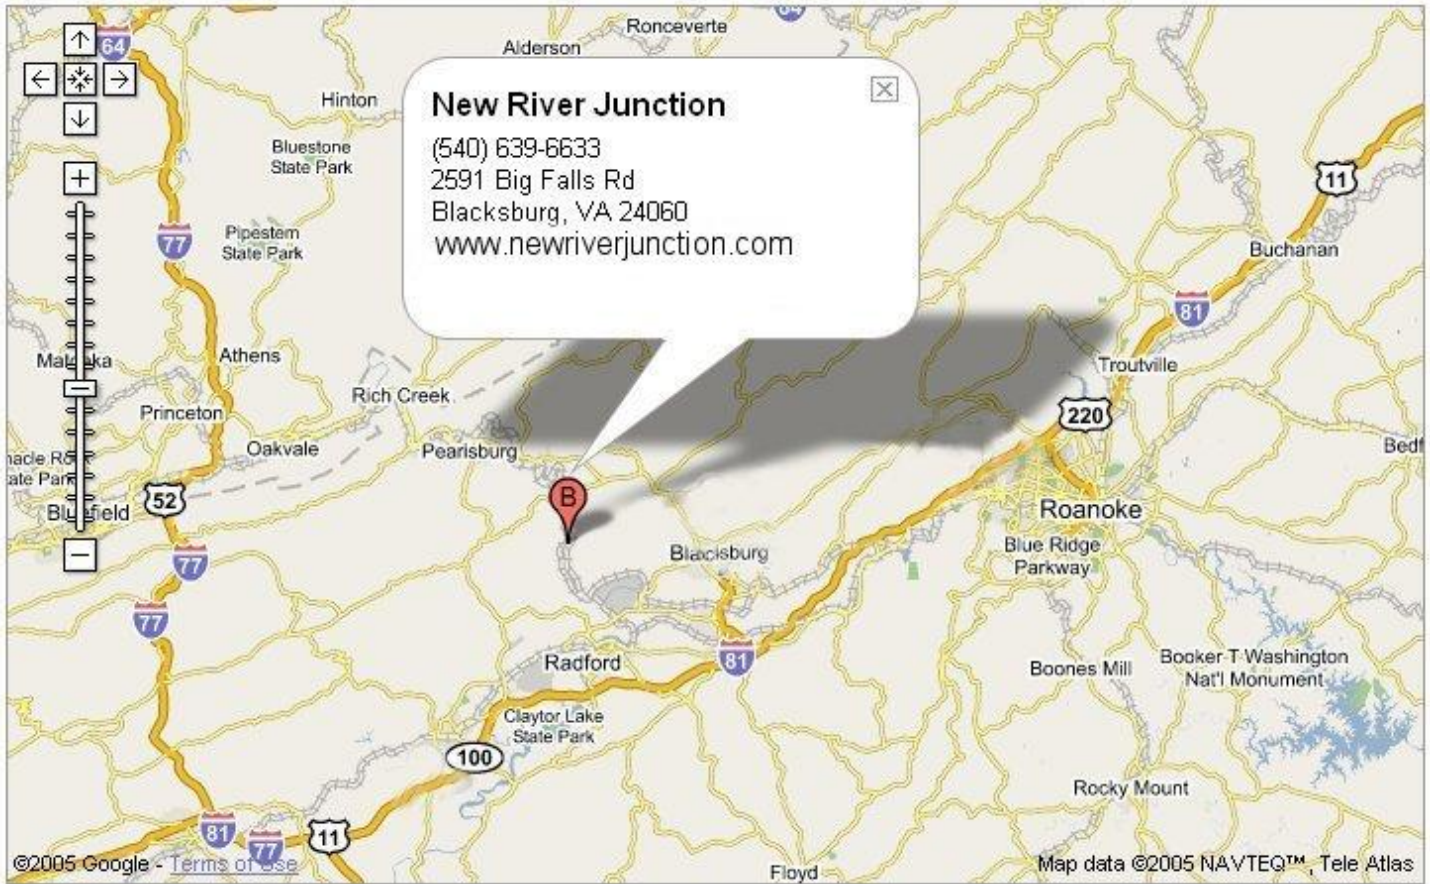 Ronceverte
64
64
Alderson
Hinton
New River Junction
(540) 639-6633
2591 Big Falls Rd
Blacksburg, VA 24060
www.newriverjunction.com
Bluestone
State Park
11
Pipestem
State Park
77
Buchanan
81
Athens
Troutville
Rich Creek
Princeton
220
Oakvale
Pearisburg
52
B
Roanoke
Blue Ridge
Parkway
77
77
Radford
81
Boones Mill
Booker T Washington
Nat'l Monument
Claytor Lake
State Park
100
Rocky Mount
81
11
77
©2005 Google - Terms of Use
Floyd
Map data ©2005 NAVTEQ™, Tele Atlas